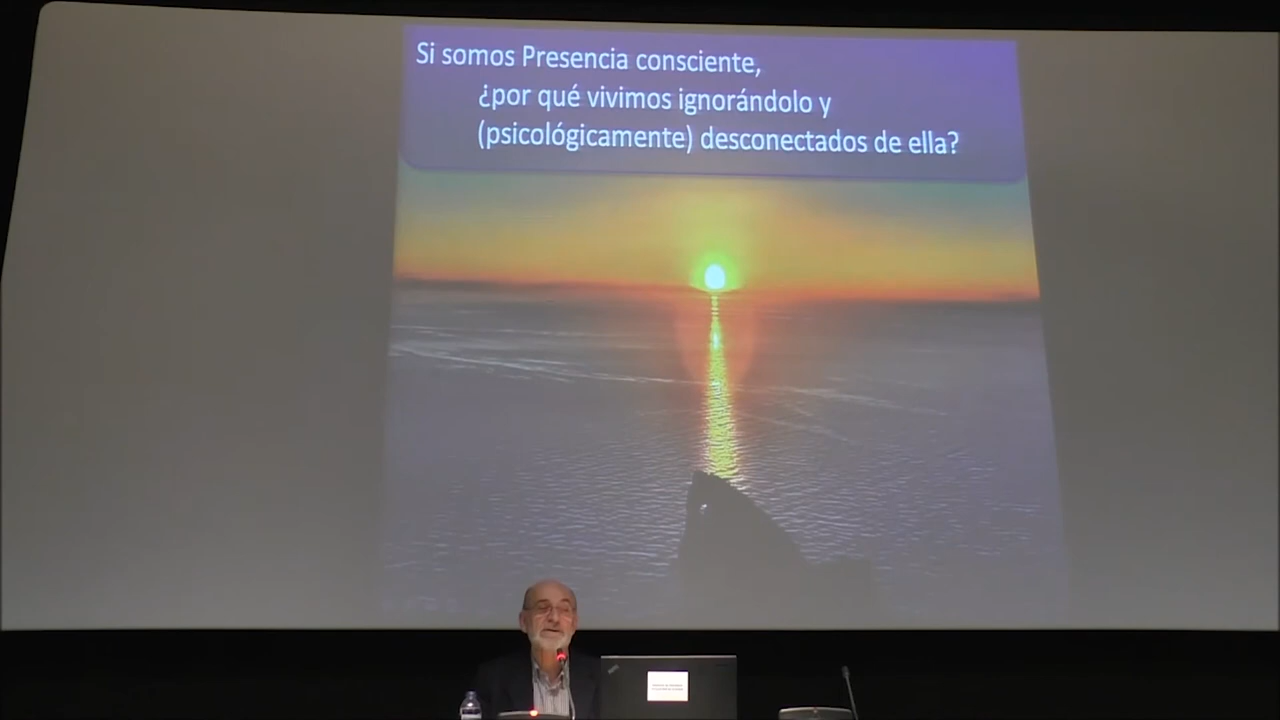 Si somos Presencia consciente,
¿por qué vivimos ignorándolo y
(psicológicamente) desconectados de ella?